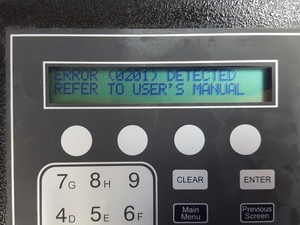 ERROR (0201) DETECTED
REFER TO USER'S MANUAL
7G 8H 9 CLEAR ENTER
4D 5E 6F Main Menu Previous Screen